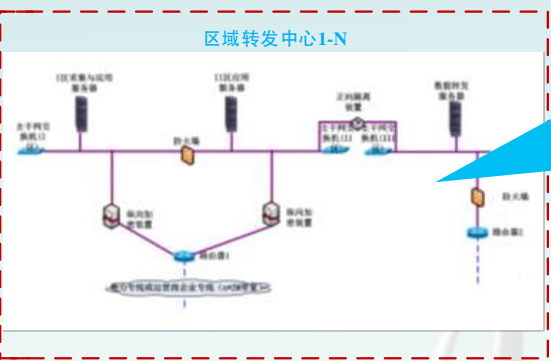 区域转发中心1-N
I区采集与应用
服务器
II区应用
服务器
正向隔离
装置
数据转发
服务器
主干网交
换机(I
区)
防火墙
主干网交
换机(II
主干网交
换机(III
纵向加
密装置
纵向加
密装置
防火墙
路由器1
路由器2